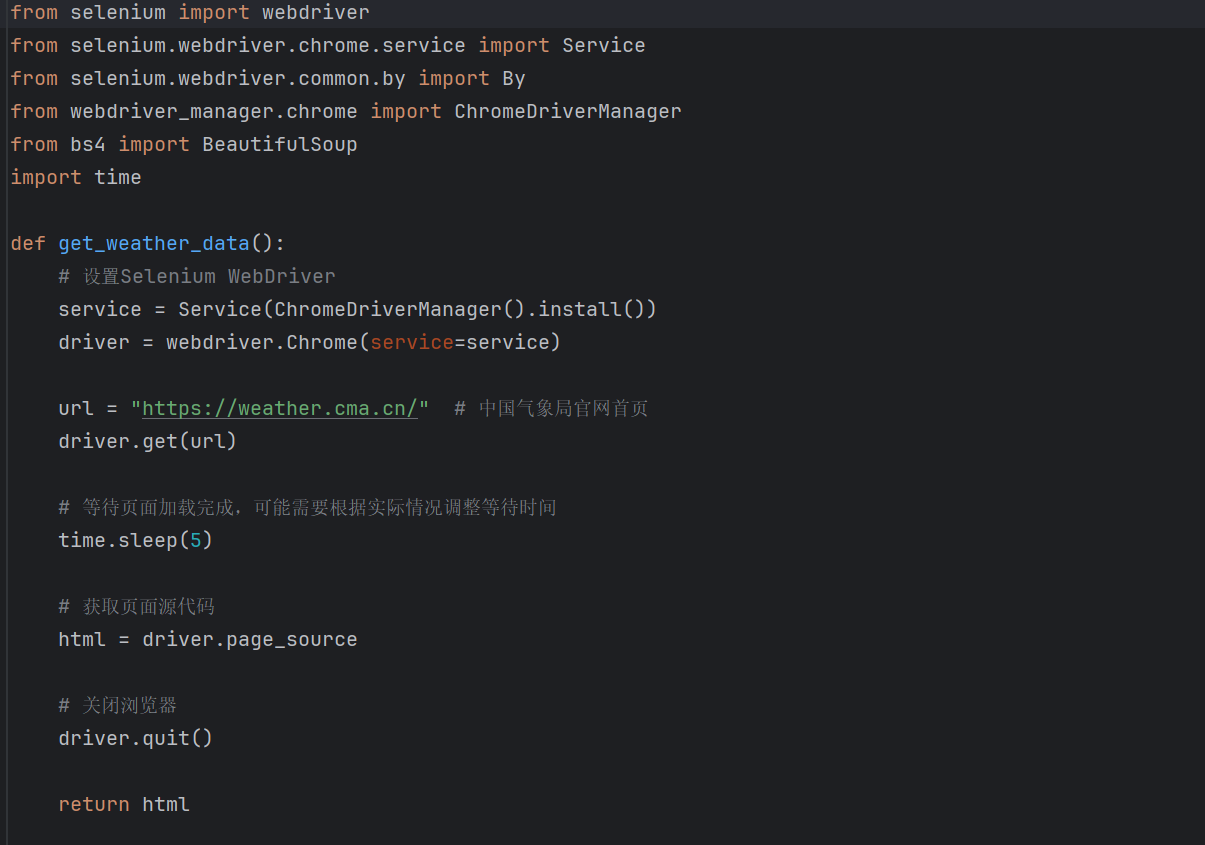 from selenium import webdriver
from selenium.webdriver.chrome.service import Service
from selenium.webdriver.common.by import By
from webdriver_manager.chrome import ChromeDriverManager
from bs4 import BeautifulSoup
import time
def get_weather_data():
    # 设置Selenium WebDriver
    service = Service(ChromeDriverManager().install())
    driver = webdriver.Chrome(service=service)
    url = "https://weather.cma.cn/"  # 中国气象局官网首页
    driver.get(url)
    # 等待页面加载完成，可能需要根据实际情况调整等待时间
    time.sleep(5)
    # 获取页面源代码
    html = driver.page_source
    # 关闭浏览器
    driver.quit()
    return html